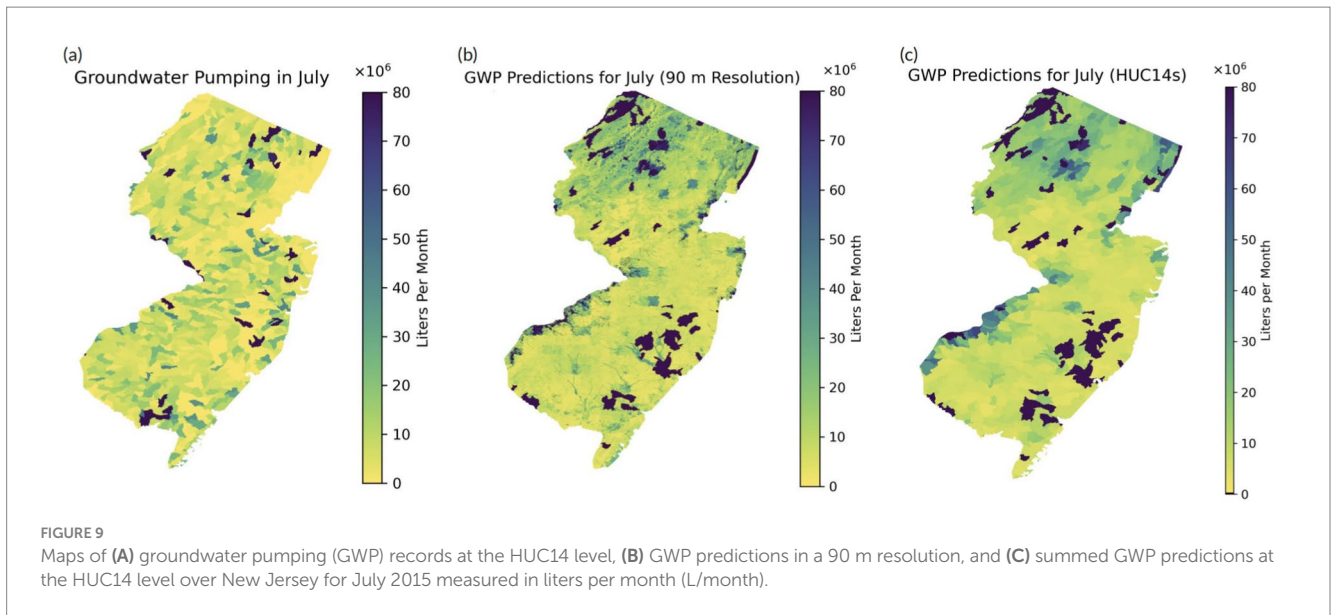 (a)
Groundwater Pumping in July
×10⁶
80
70
60
50
40
30
20
10
0
Liters Per Month
(b)
GWP Predictions for July (90 m Resolution)
×10⁶
80
70
60
50
40
30
20
10
0
Liters Per Month
(c)
GWP Predictions for July (HUC14s)
×10⁶
80
70
60
50
40
30
20
10
0
Liters per Month
FIGURE 9
Maps of (A) groundwater pumping (GWP) records at the HUC14 level, (B) GWP predictions in a 90 m resolution, and (C) summed GWP predictions at
the HUC14 level over New Jersey for July 2015 measured in liters per month (L/month).